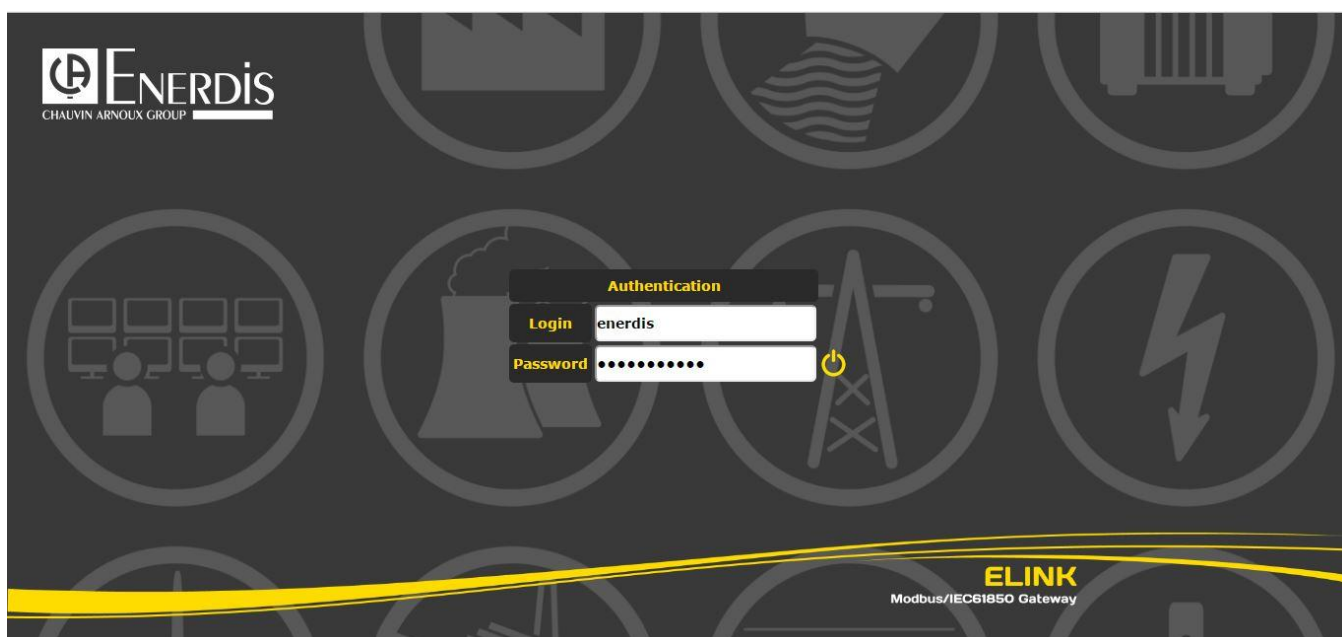 ENERDIS
CHAUVIN ARNOUX GROUP
Authentication
Login enerdis
Password •••••••••••
ELINK
Modbus/IEC61850 Gateway